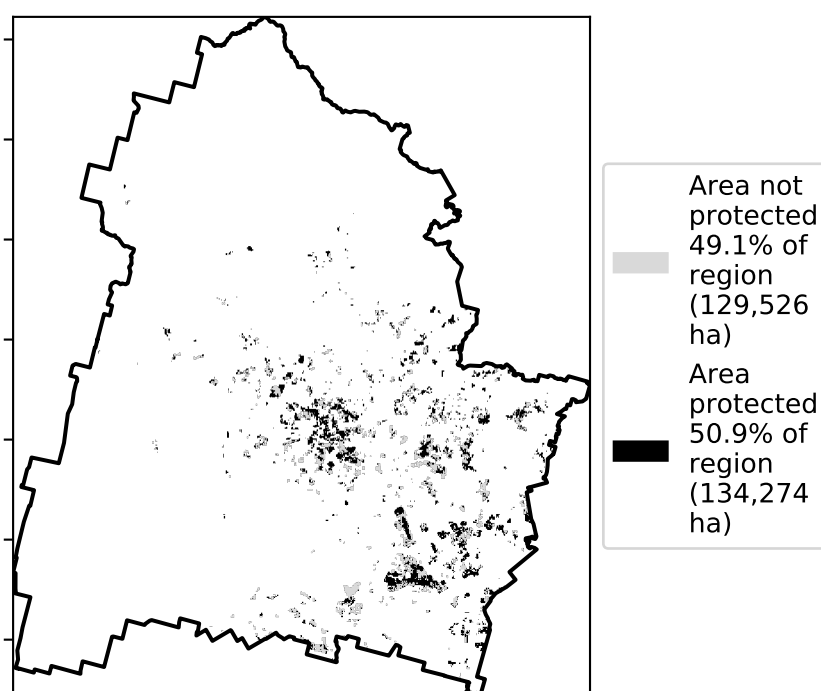 Area not
protected
49.1% of
region
(129,526
ha)
Area
protected
50.9% of
region
(134,274
ha)